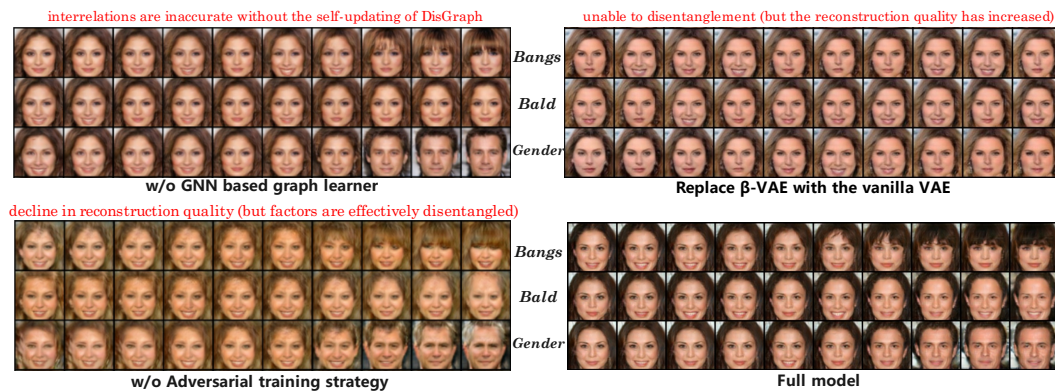 interrelations are inaccurate without the self-updating of DisGraph
unable to disentanglement (but the reconstruction quality has increased)
Bangs
Bald
Gender
w/o GNN based graph learner
Replace β-VAE with the vanilla VAE
decline in reconstruction quality (but factors are effectively disentangled)
Bangs
Bald
Gender
w/o Adversarial training strategy
Full model